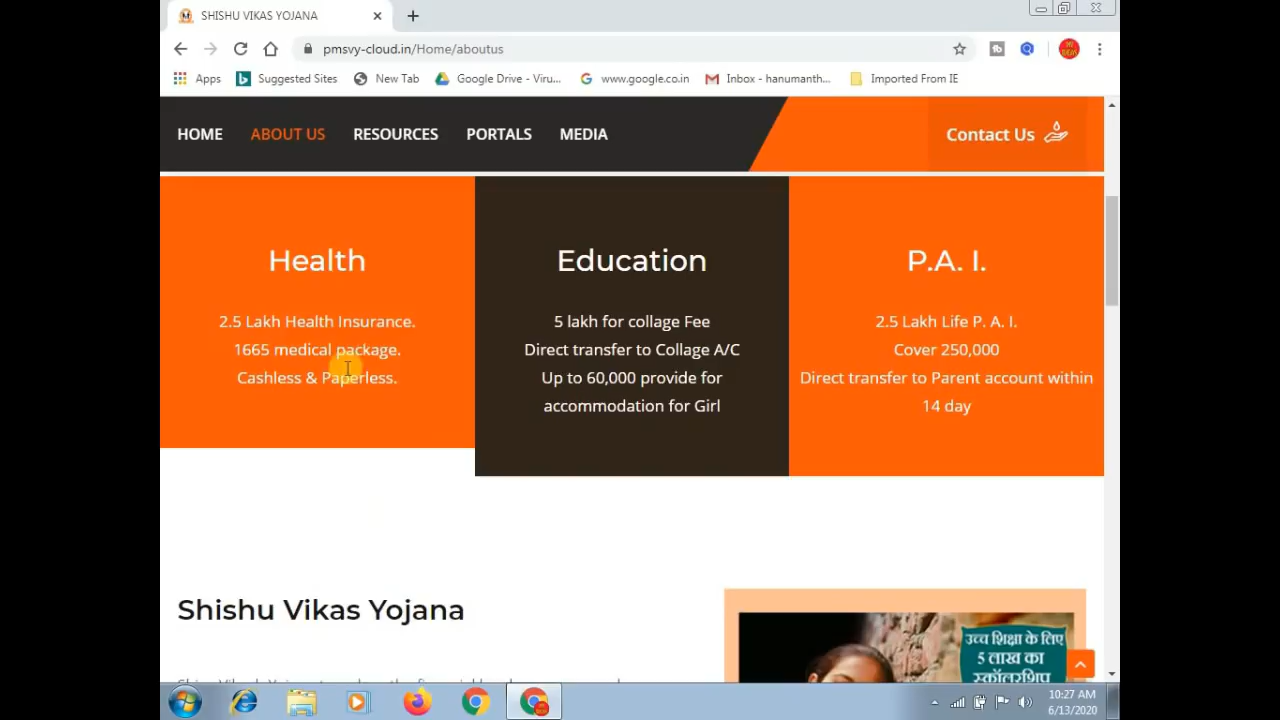 SHISHU VIKAS YOJANA
pmsvy-cloud.in/Home/aboutus
Apps Suggested Sites New Tab Google Drive - Viru... www.google.co.in Inbox - hanumanth... Imported From IE
HOME ABOUT US RESOURCES PORTALS MEDIA Contact Us
Health
2.5 Lakh Health Insurance.
1665 medical package.
Cashless & Paperless.
Education
5 lakh for collage Fee
Direct transfer to Collage A/C
Up to 60,000 provide for
accommodation for Girl
P.A. I.
2.5 Lakh Life P. A. I.
Cover 250,000
Direct transfer to Parent account within
14 day
Shishu Vikas Yojana
उच्च शिक्षा के लिए
5 लाख का
स्कॉलरशिप
10:27 AM
6/13/2020